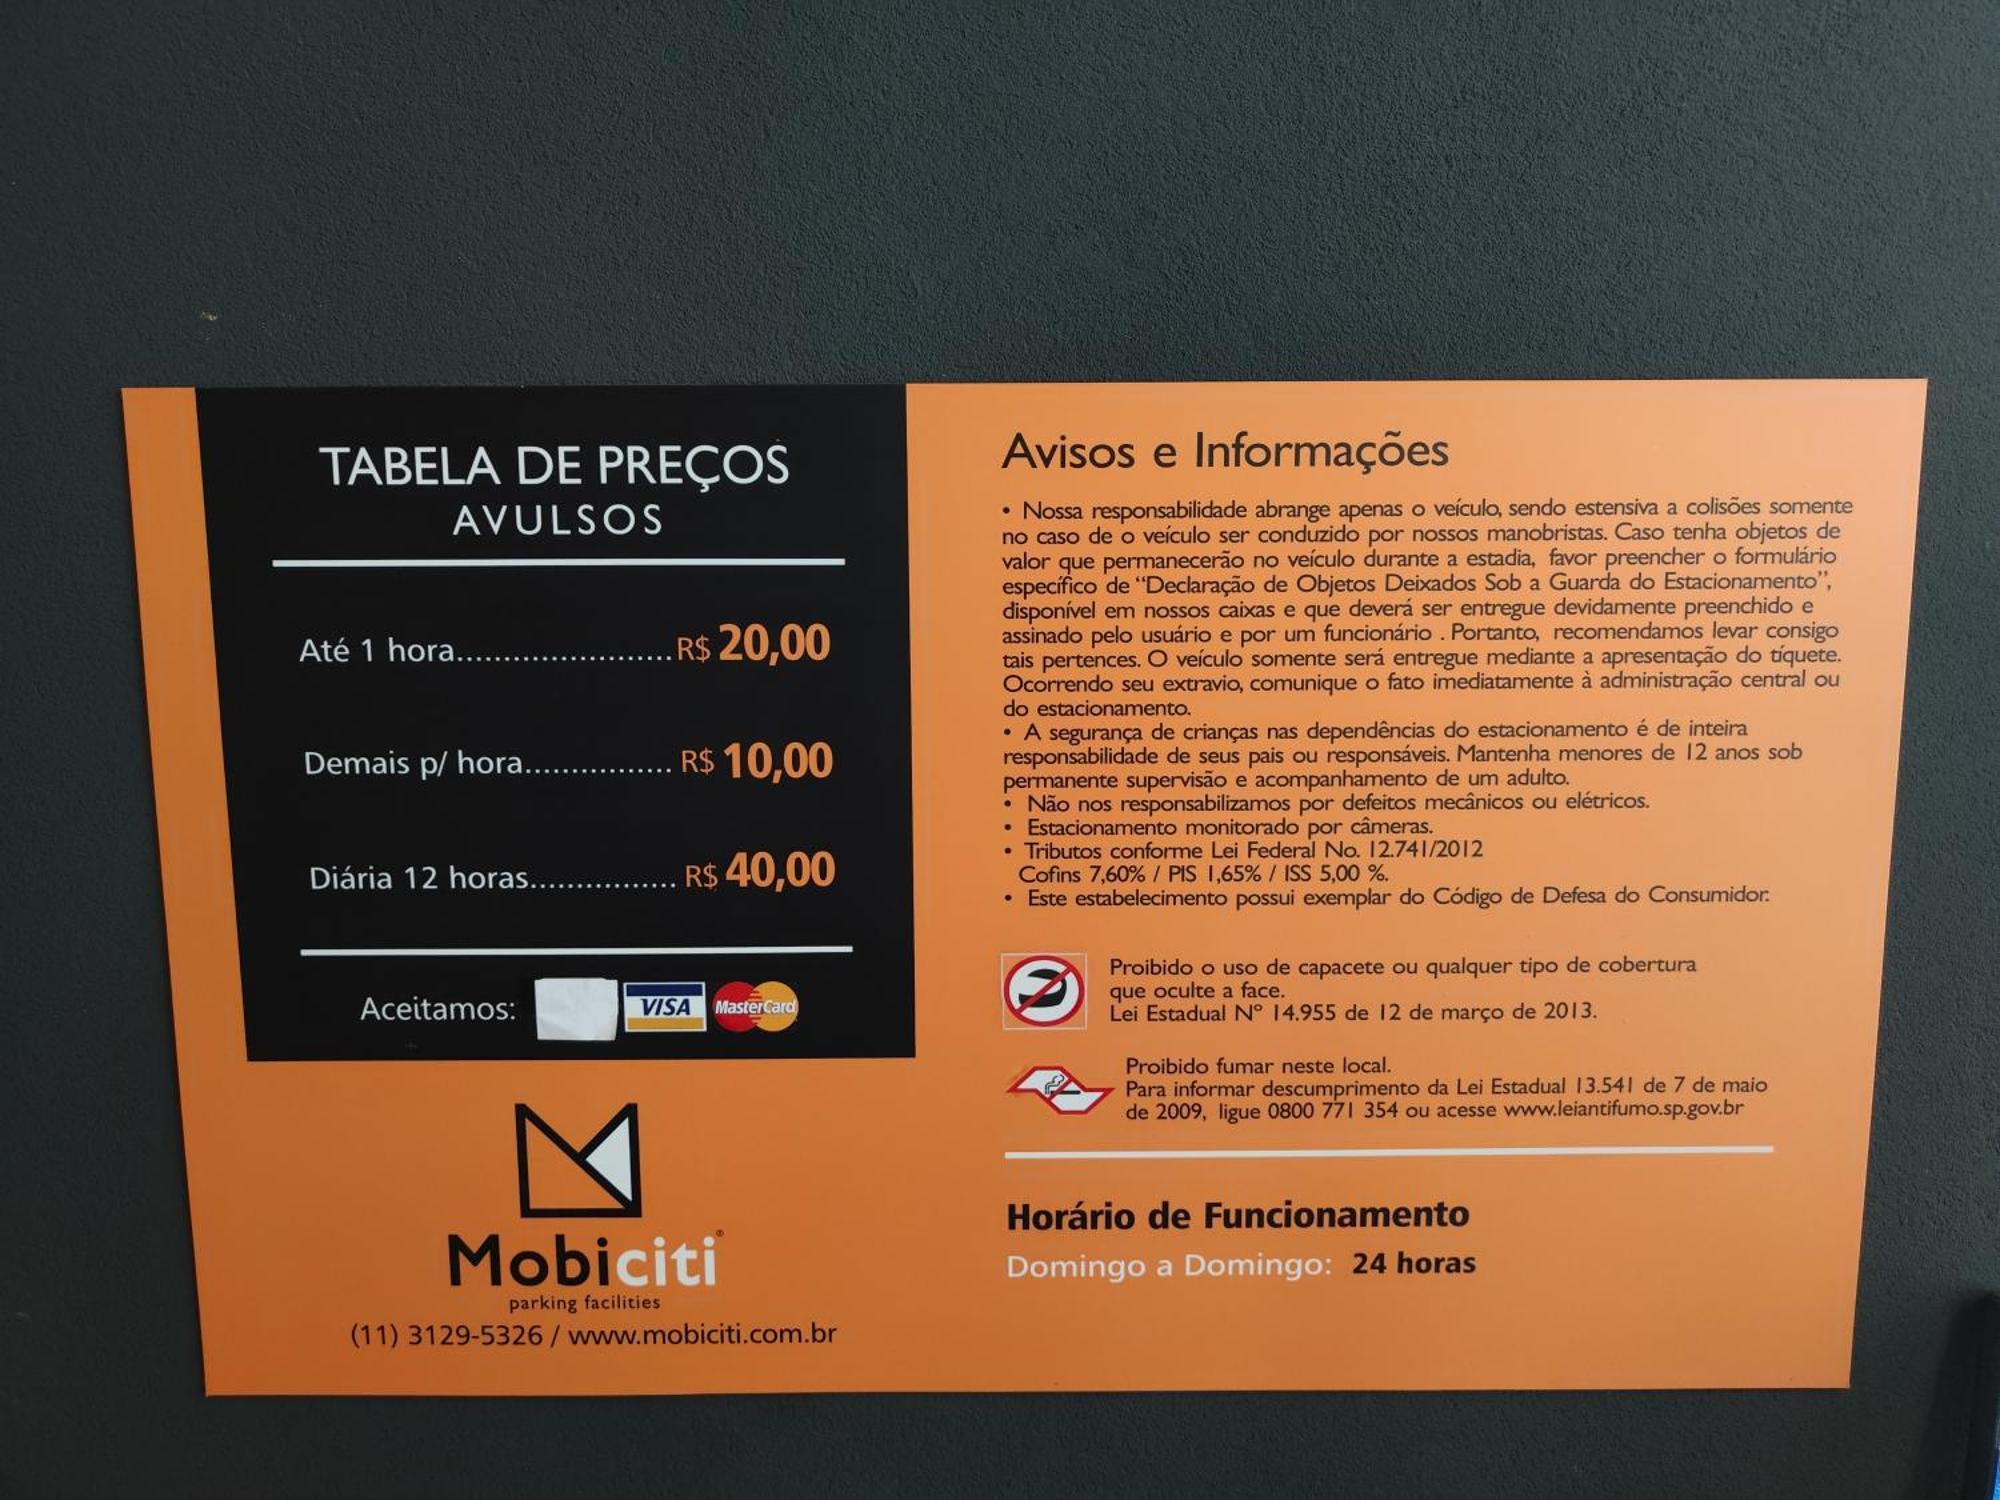 TABELA DE PREÇOS
AVULSOS
Até 1 hora.......................R$ 20,00
Demais p/ hora................ R$ 10,00
Diária 12 horas................ R$ 40,00
Aceitamos:
VISA
MasterCard
Mobiciti®
parking facilities
(11) 3129-5326 / www.mobiciti.com.br
Avisos e Informações
• Nossa responsabilidade abrange apenas o veículo, sendo estensiva a colisões somente
no caso de o veículo ser conduzido por nossos manobristas. Caso tenha objetos de
valor que permanecerão no veículo durante a estadia, favor preencher o formulário
específico de “Declaração de Objetos Deixados Sob a Guarda do Estacionamento”,
disponível em nossos caixas e que deverá ser entregue devidamente preenchido e
assinado pelo usuário e por um funcionário . Portanto, recomendamos levar consigo
tais pertences. O veículo somente será entregue mediante a apresentação do tíquete.
Ocorrendo seu extravio, comunique o fato imediatamente à administração central ou
do estacionamento.
• A segurança de crianças nas dependências do estacionamento é de inteira
responsabilidade de seus pais ou responsáveis. Mantenha menores de 12 anos sob
permanente supervisão e acompanhamento de um adulto.
• Não nos responsabilizamos por defeitos mecânicos ou elétricos.
• Estacionamento monitorado por câmeras.
• Tributos conforme Lei Federal No. 12.741/2012
Cofins 7,60% / PIS 1,65% / ISS 5,00 %.
• Este estabelecimento possui exemplar do Código de Defesa do Consumidor.
Proibido o uso de capacete ou qualquer tipo de cobertura
que oculte a face.
Lei Estadual Nº 14.955 de 12 de março de 2013.
Proibido fumar neste local.
Para informar descumprimento da Lei Estadual 13.541 de 7 de maio
de 2009, ligue 0800 771 354 ou acesse www.leiantifumo.sp.gov.br
Horário de Funcionamento
Domingo a Domingo: 24 horas